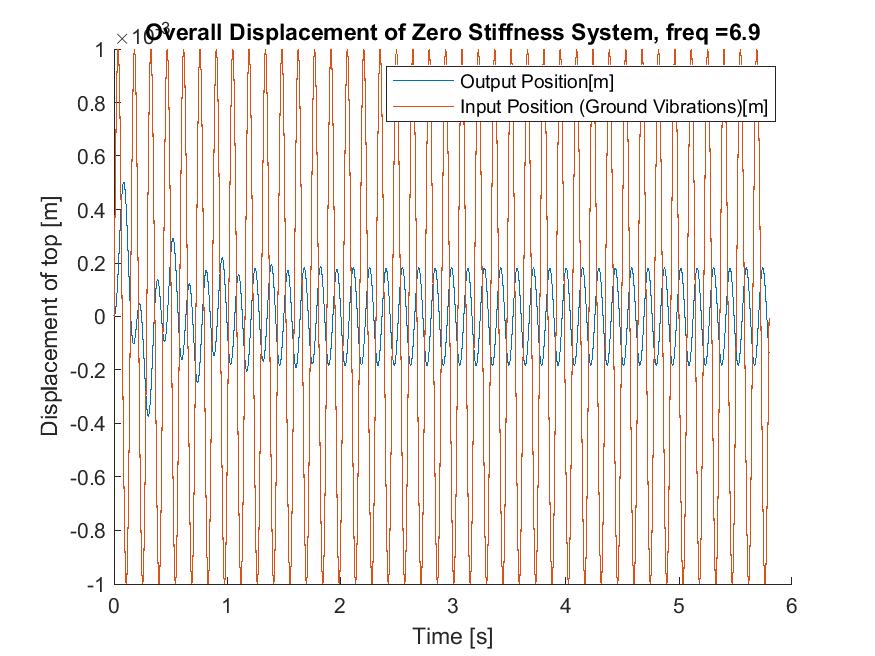 ×10-3
Overall Displacement of Zero Stiffness System, freq =6.9
1
0.8
0.6
0.4
0.2
0
-0.2
-0.4
-0.6
-0.8
-1
Displacement of top [m]
Output Position[m]
Input Position (Ground Vibrations)[m]
0 1 2 3 4 5 6
Time [s]